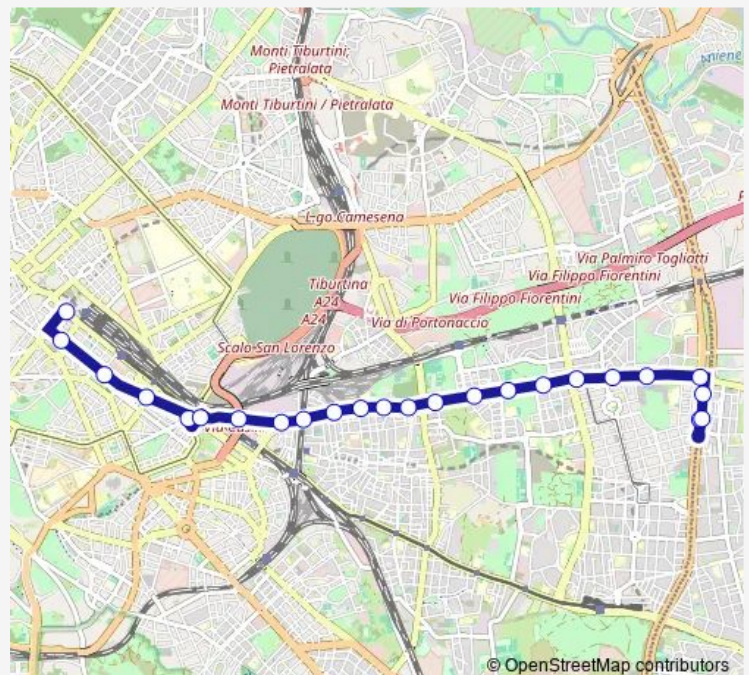 Monti Tiburtini,
Pietralata
Monti Tiburtini / Pietralata
Aniene
L.go Camesena
Via Palmiro Togliatti
Via Filippo Fiorentini
Tiburtina
A24
A24
Via Filippo Fiorentini
Via di Portonaccio
Scalo San Lorenzo
© OpenStreetMap contributors